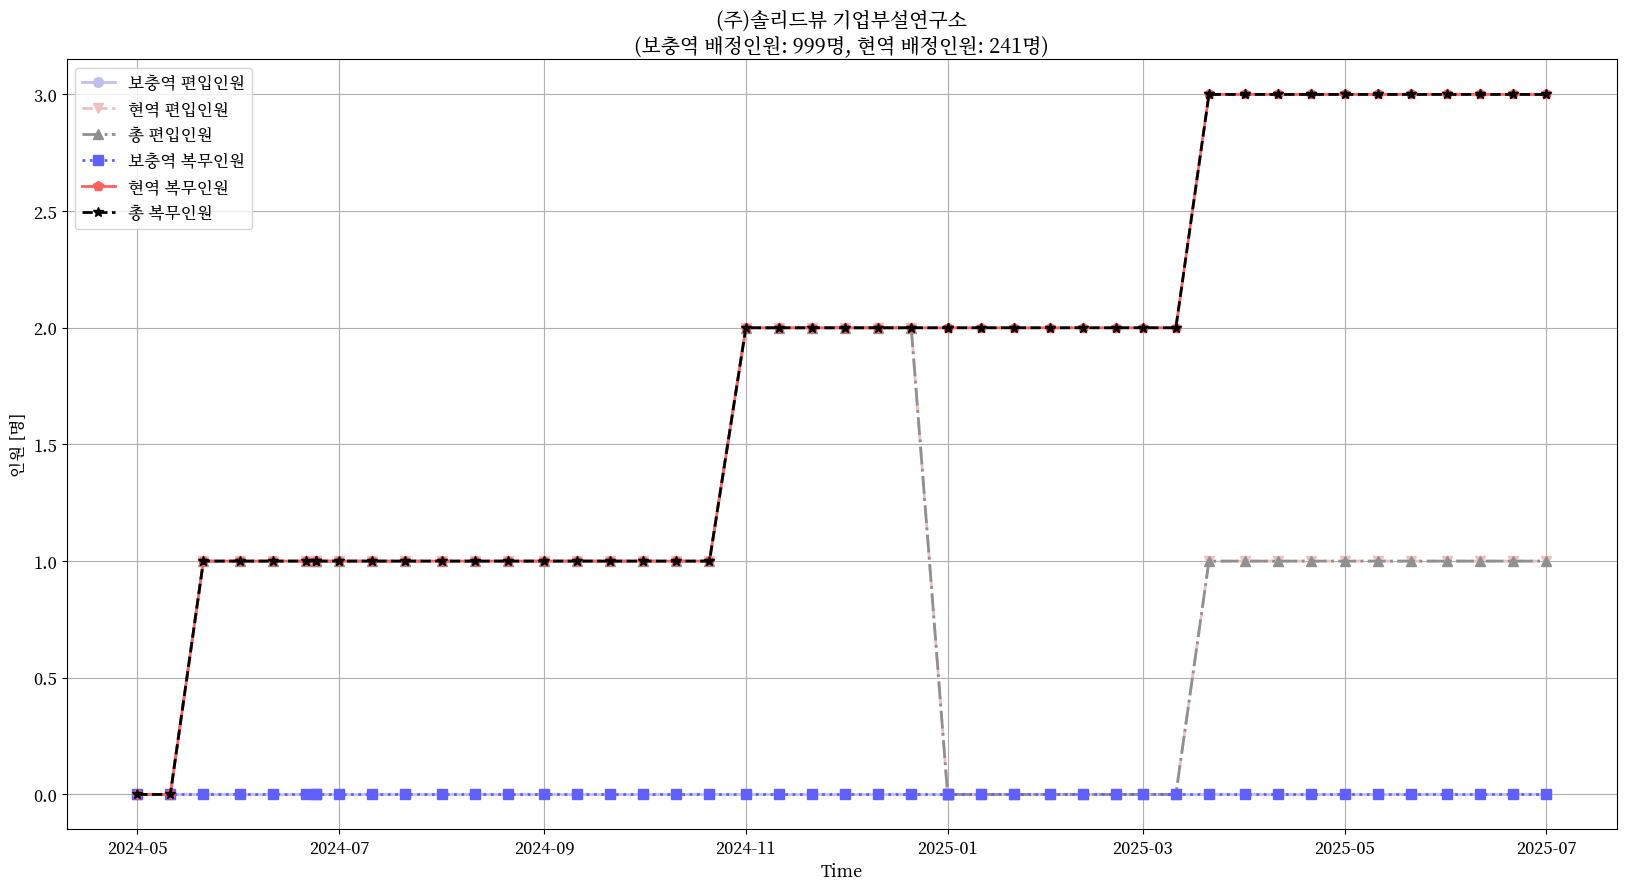 (주)솔리드뷰 기업부설연구소
(보충역 배정인원: 999명, 현역 배정인원: 241명)
보충역 편입인원
현역 편입인원
총 편입인원
보충역 복무인원
현역 복무인원
총 복무인원
3.0
2.5
2.0
1.5
1.0
0.5
0.0
인원 [명]
2024-05
2024-07
2024-09
2024-11
2025-01
2025-03
2025-05
2025-07
Time